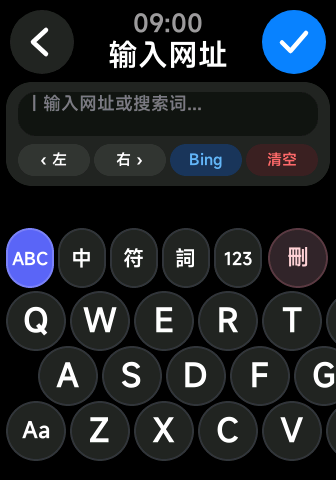 09:00
输入网址
输入网址或搜索词...
‹ 左 右 › Bing 清空
ABC 中 符 詞 123 刪
Q W E R T
A S D F G
Aa Z X C V